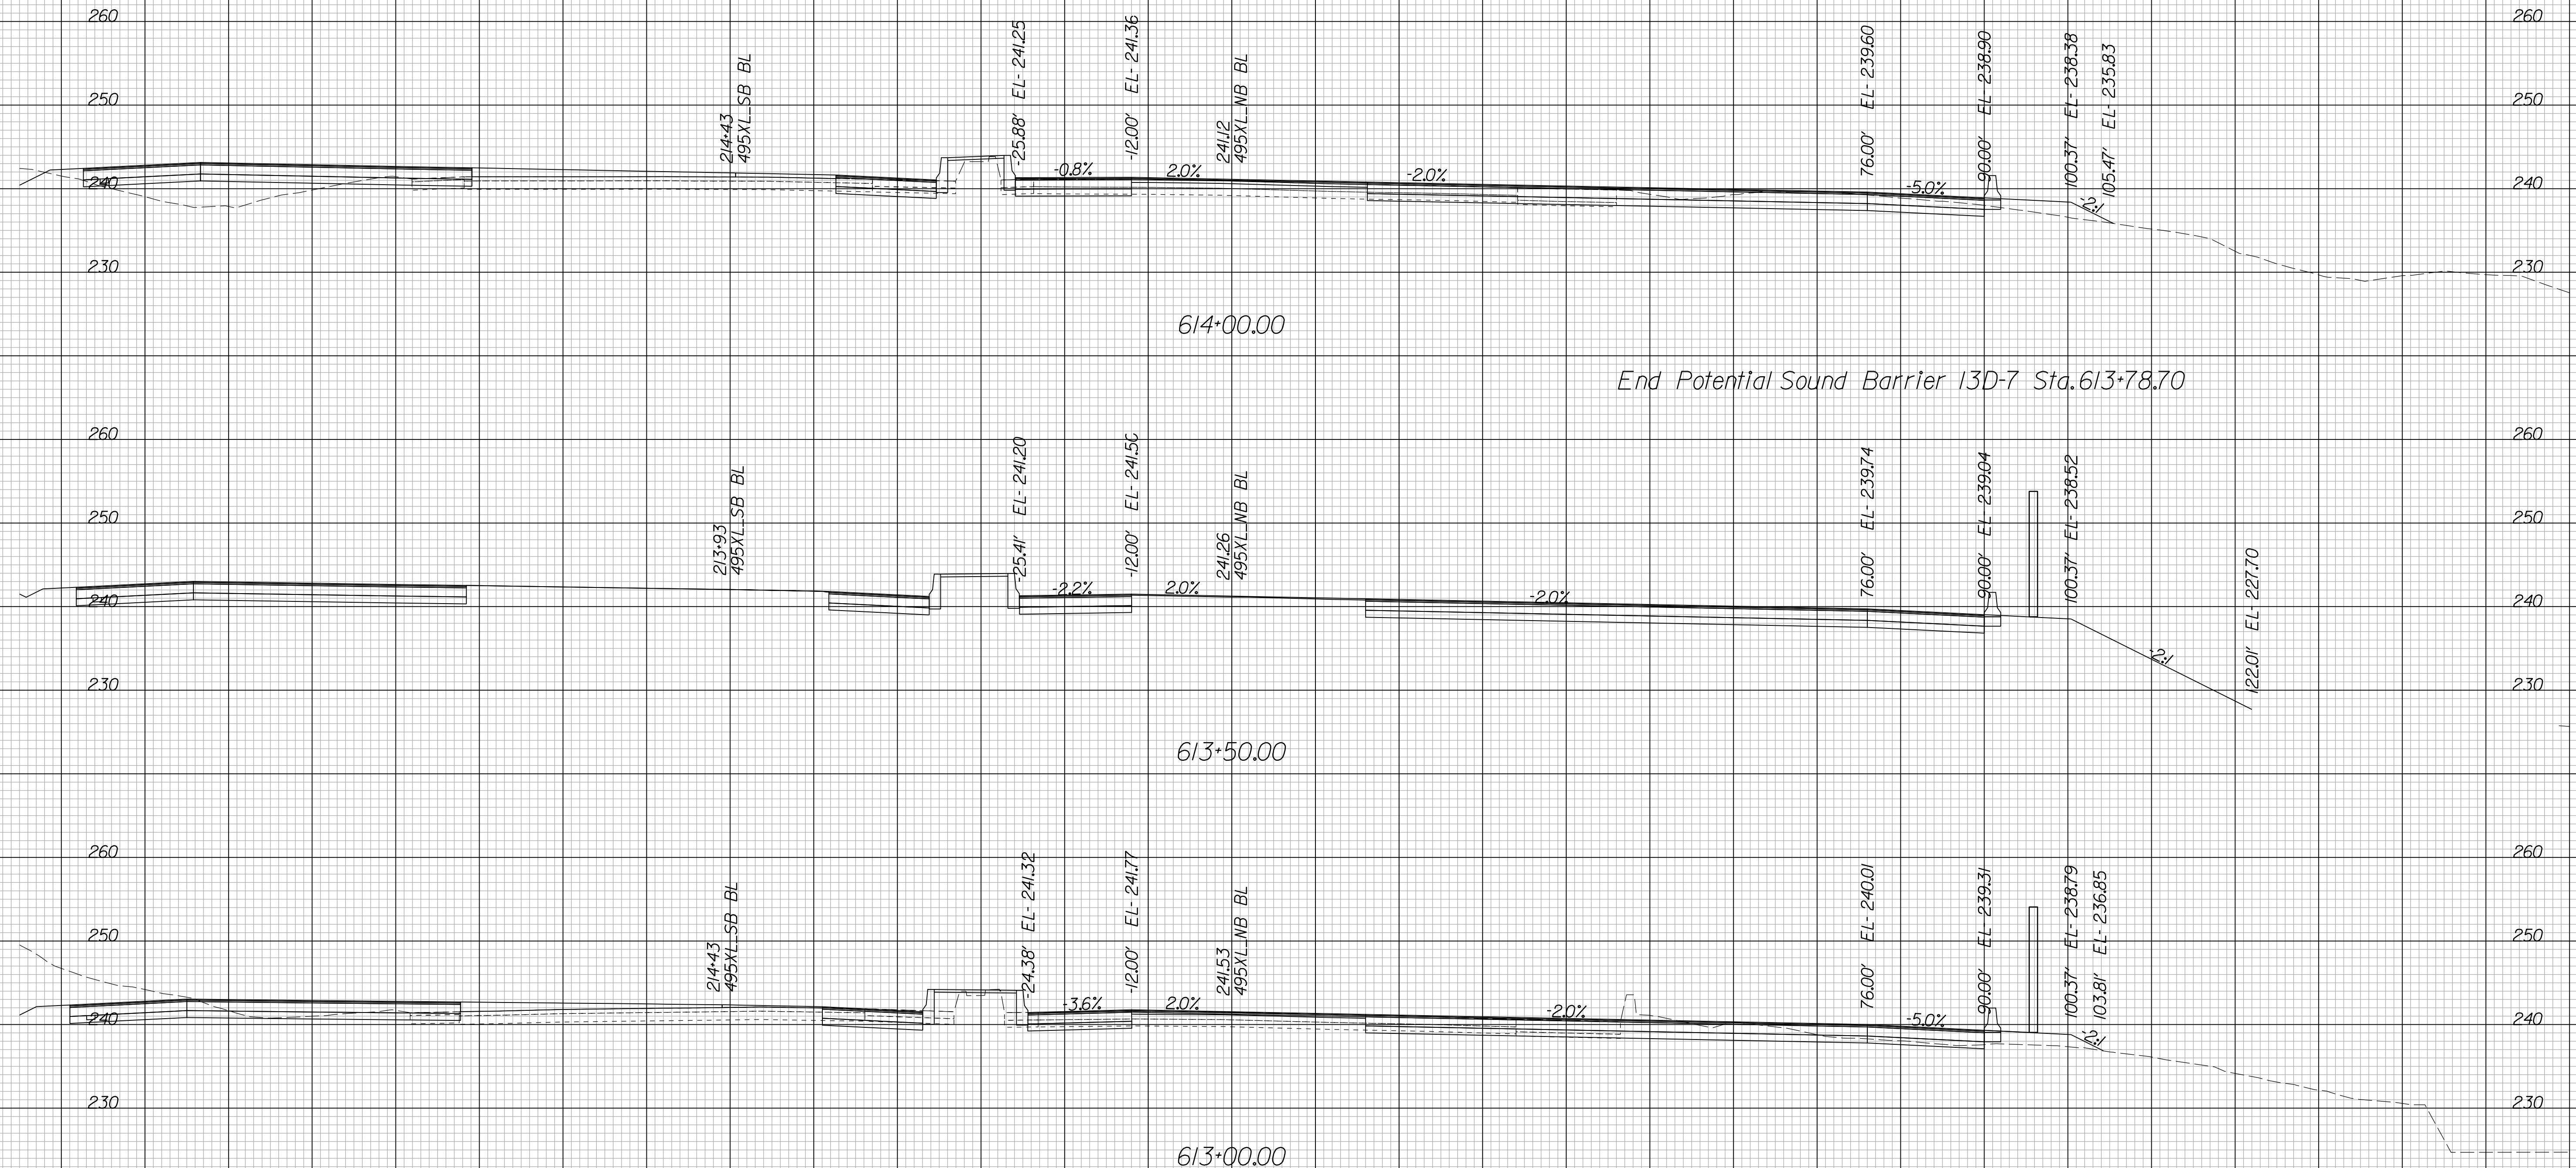 260
260
-25.88' EL- 241.25
-12.00' EL- 241.36
76.00' EL- 239.60
90.00' EL- 238.90
100.37' EL- 238.38
105.47' EL- 235.83
250
250
214+43
495XL_SB BL
241.12
495XL_NB BL
240
-0.8%
2.0%
-2.0%
-5.0%
-2:1
240
230
230
614+00.00
End Potential Sound Barrier 13D-7 Sta.613+78.70
260
260
-25.41' EL- 241.20
-12.00' EL- 241.50
76.00' EL- 239.74
90.00' EL- 239.04
100.37' EL- 238.52
122.01' EL- 227.70
250
250
213+93
495XL_SB BL
241.26
495XL_NB BL
240
-2.2%
2.0%
-2.0%
240
-2:1
230
230
613+50.00
260
260
-24.38' EL- 241.32
-12.00' EL- 241.77
76.00' EL- 240.01
90.00' EL- 239.31
100.37' EL- 238.79
103.81' EL- 236.85
250
250
214+43
495XL_SB BL
241.53
495XL_NB BL
240
-3.6%
2.0%
-2.0%
-5.0%
-2:1
240
230
230
613+00.00